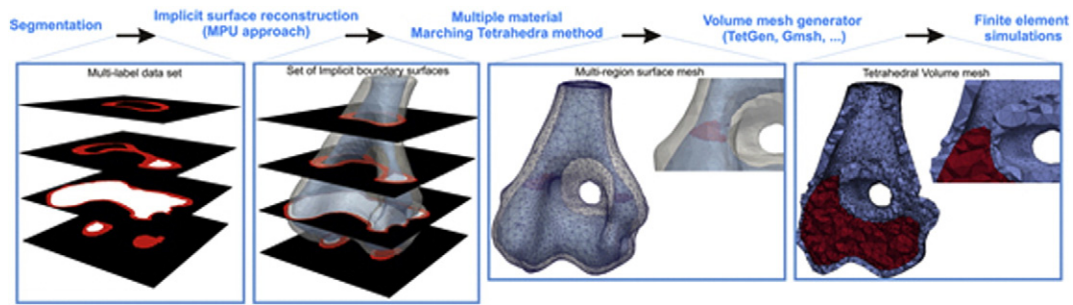 Segmentation
Implicit surface reconstruction
(MPU approach)
Multiple material
Marching Tetrahedra method
Volume mesh generator
(TetGen, Gmsh, ...)
Finite element
simulations
Multi-label data set
Set of Implicit boundary surfaces
Multi-region surface mesh
Tetrahedral Volume mesh